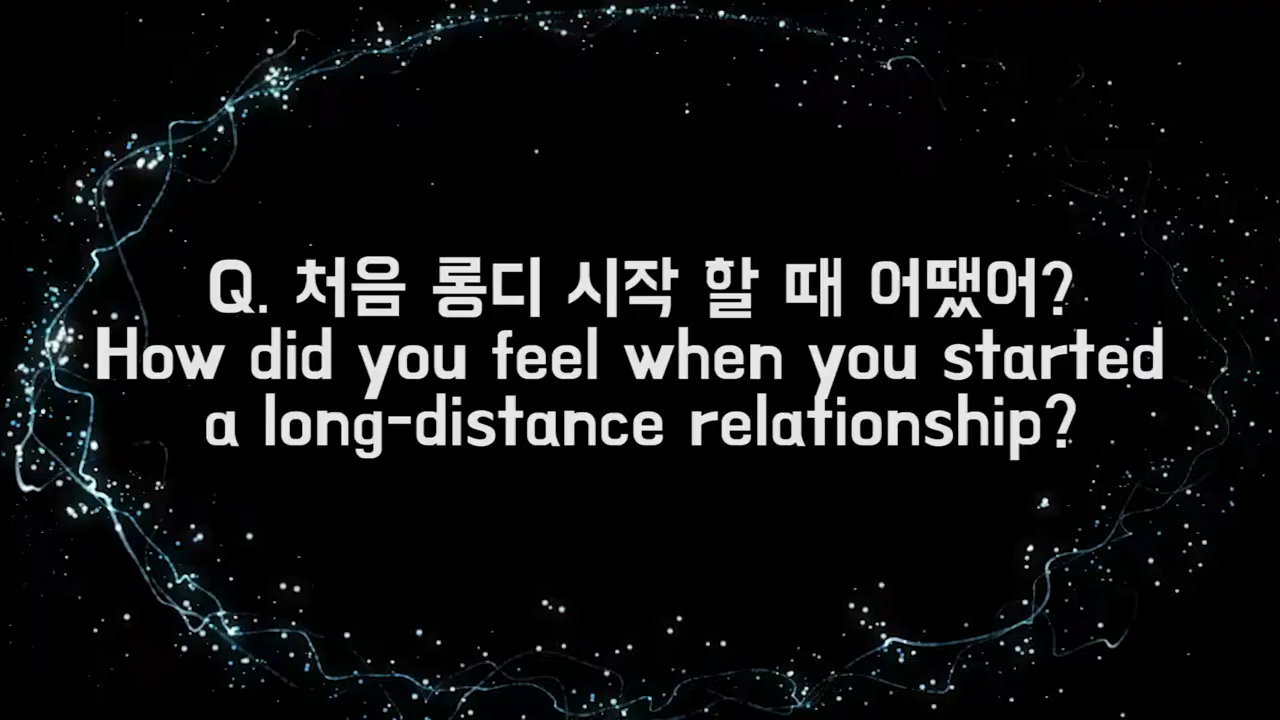 Q. 처음 롱디 시작 할 때 어땠어?
How did you feel when you started
a long-distance relationship?